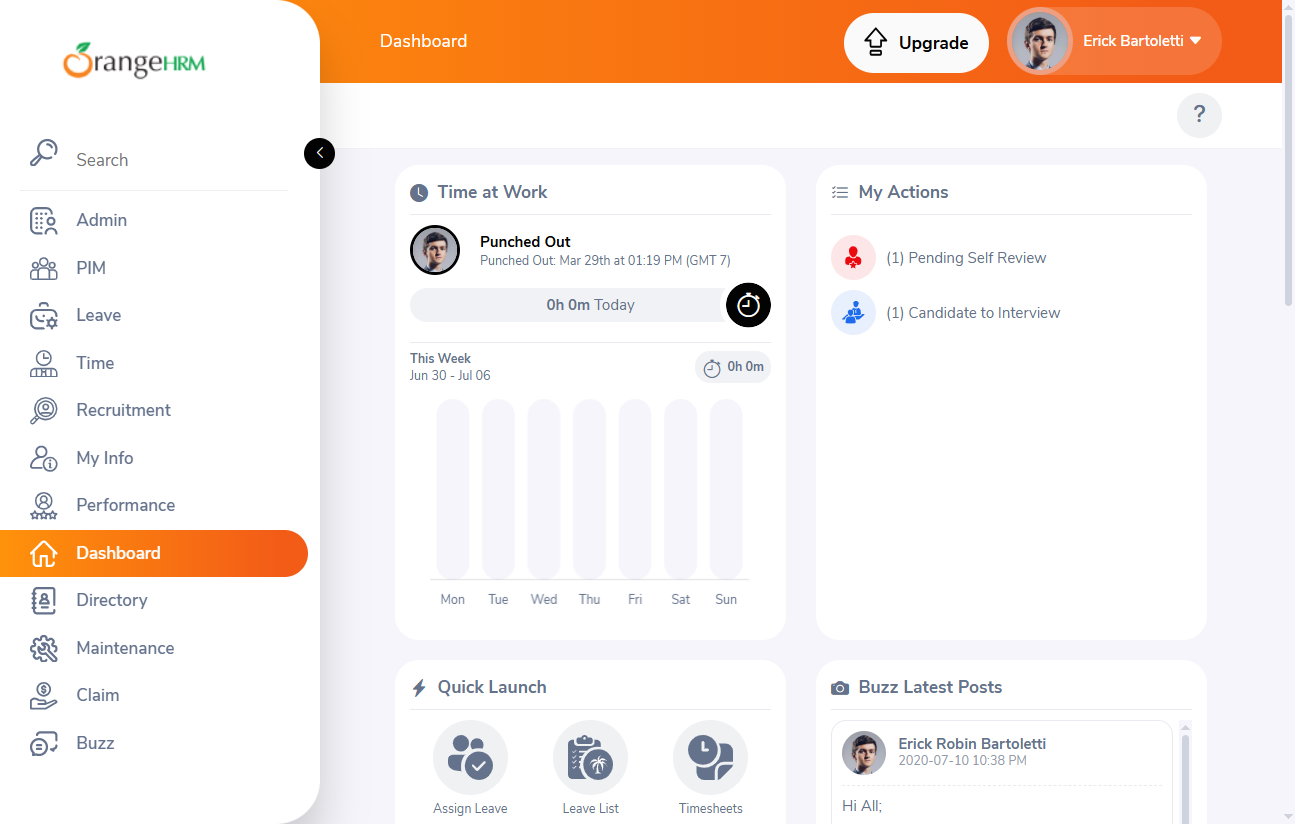 OrangeHRM
Search
Admin
PIM
Leave
Time
Recruitment
My Info
Performance
Dashboard
Directory
Maintenance
Claim
Buzz
Dashboard
Upgrade
Erick Bartoletti
?
Time at Work
Punched Out
Punched Out: Mar 29th at 01:19 PM (GMT 7)
0h 0m Today
This Week
Jun 30 - Jul 06
0h 0m
Mon Tue Wed Thu Fri Sat Sun
My Actions
(1) Pending Self Review
(1) Candidate to Interview
Quick Launch
Assign Leave
Leave List
Timesheets
Buzz Latest Posts
Erick Robin Bartoletti
2020-07-10 10:38 PM
Hi All;